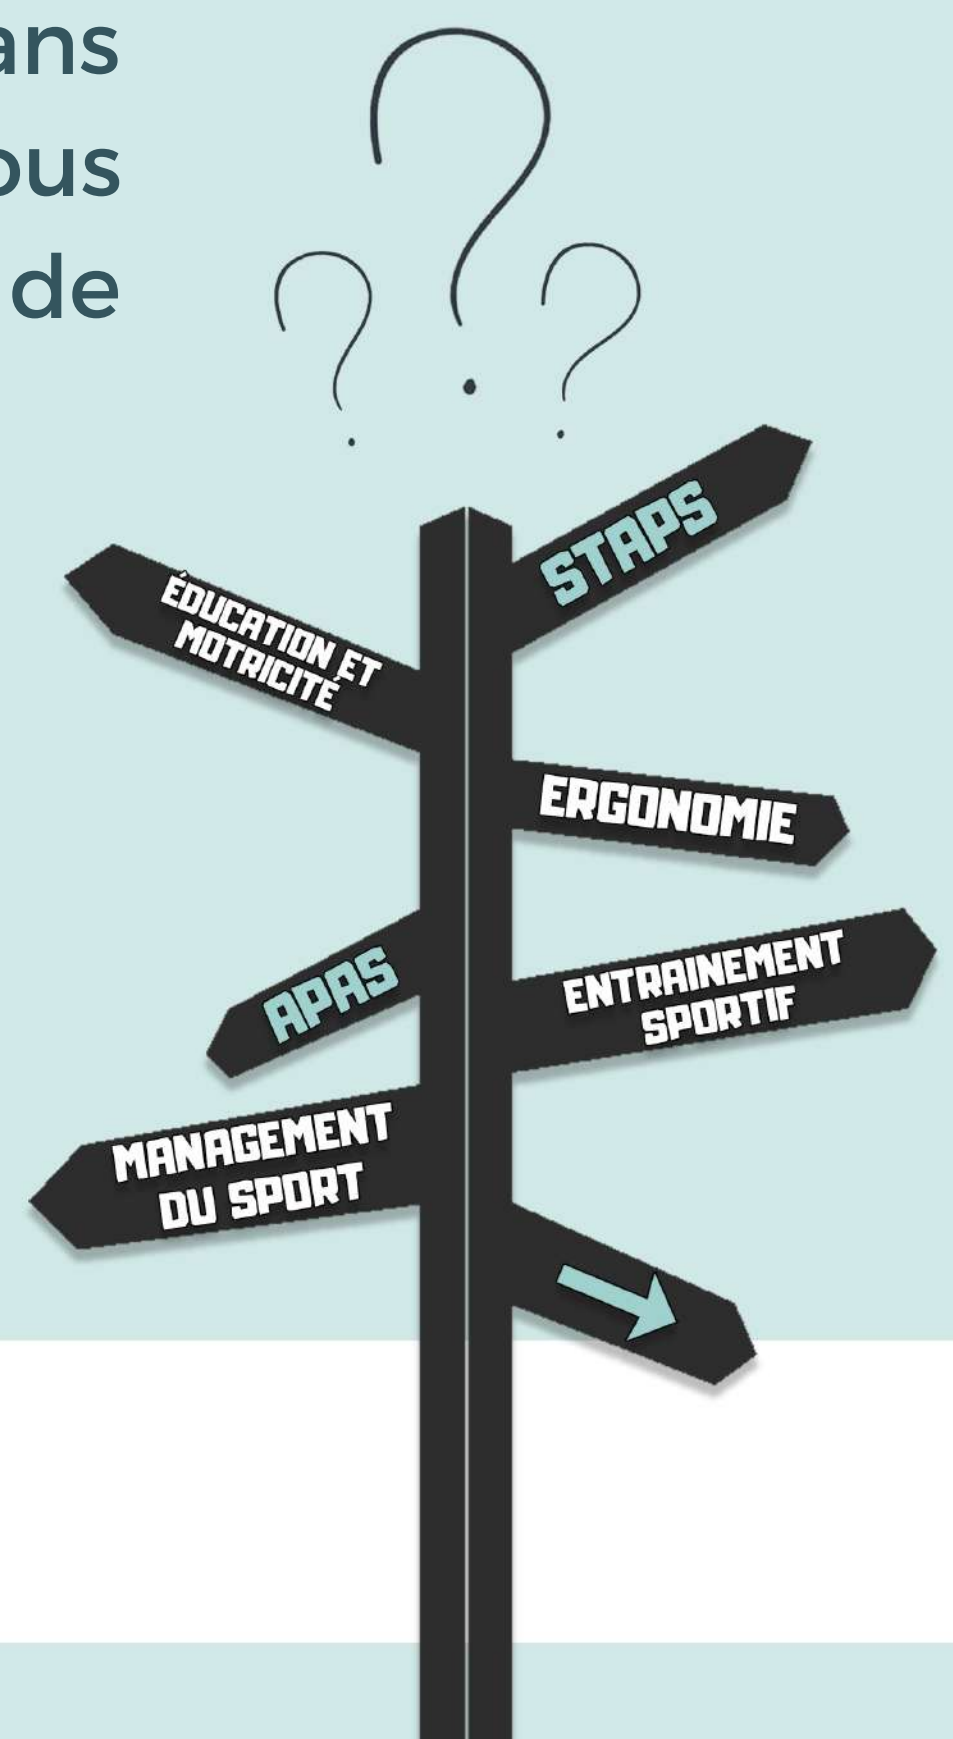 ans
ous
de
STAPS
ÉDUCATION ET
MOTRICITÉ
ERGONOMIE
APAS
ENTRAINEMENT
SPORTIF
MANAGEMENT
DU SPORT